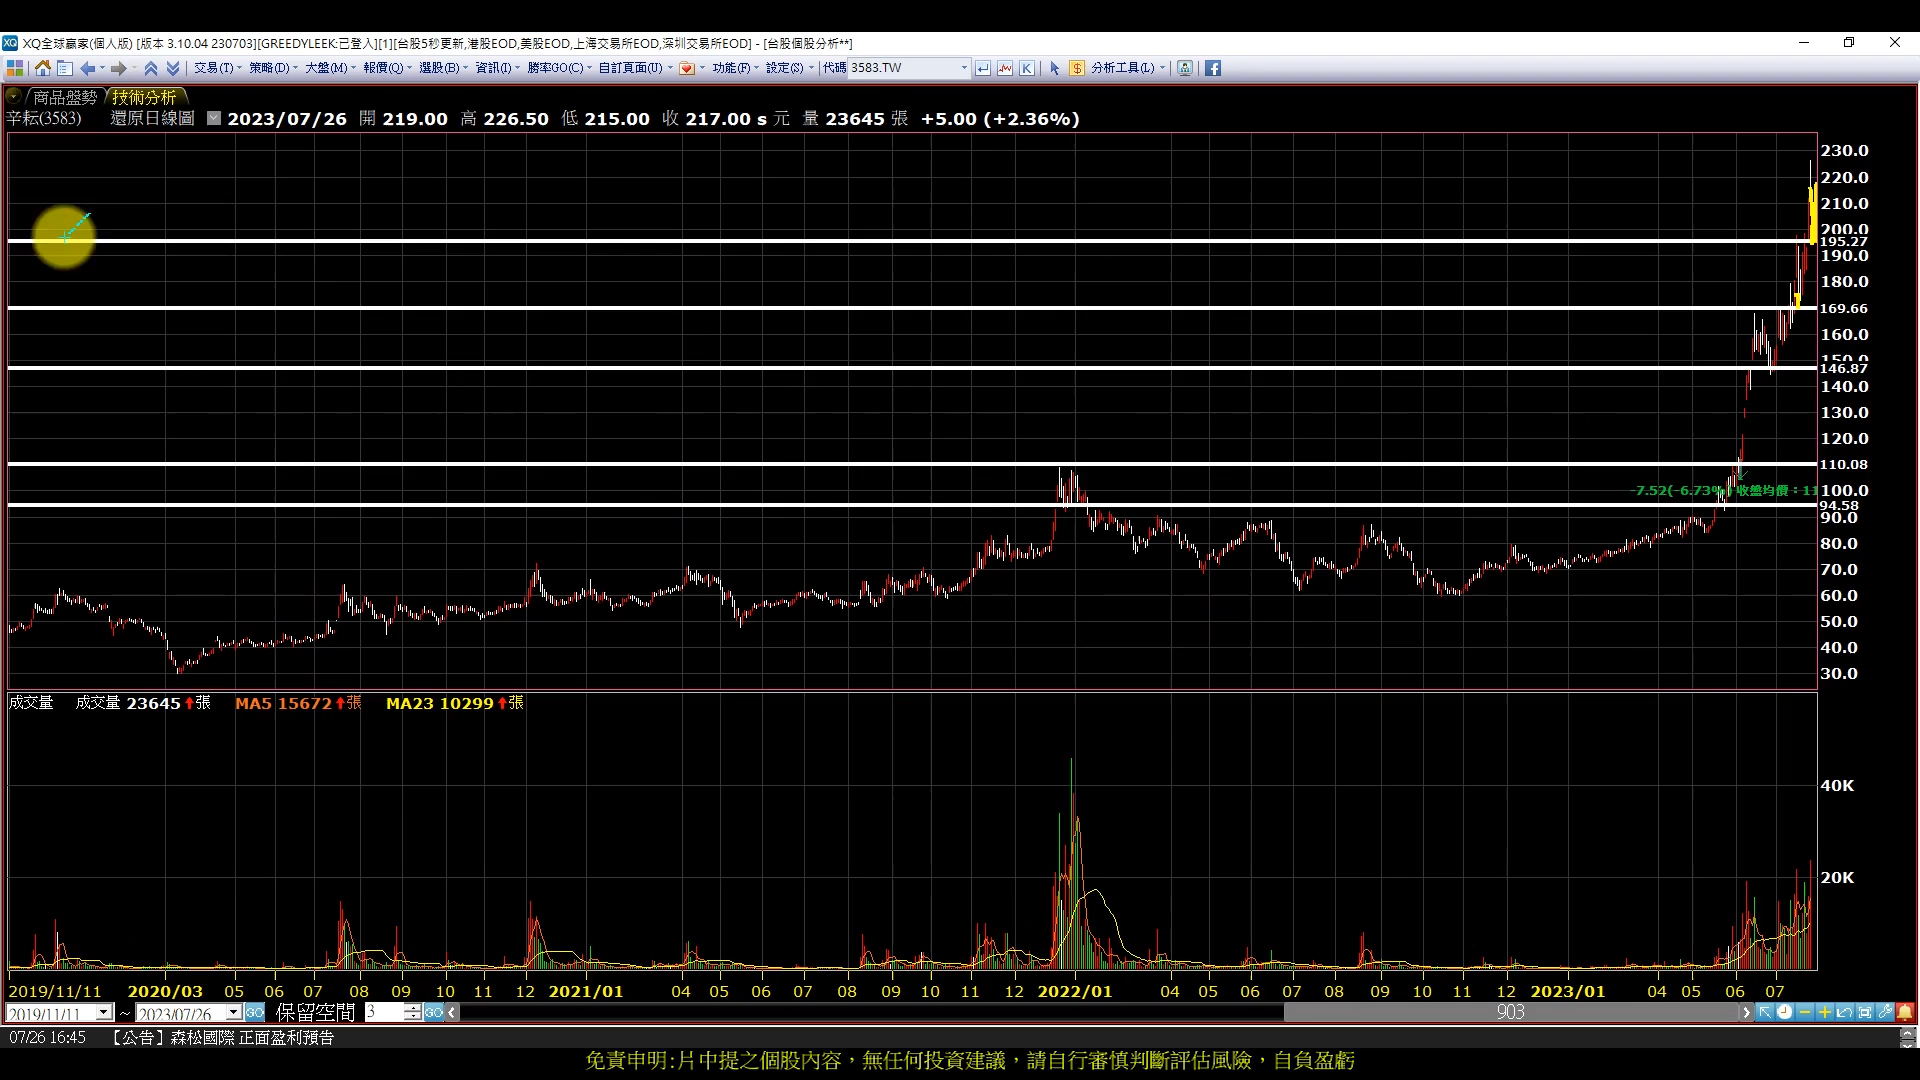 XQ全球贏家(個人版) [版本 3.10.04 230703][GREEDYLEEK:已登入][1][台股5秒更新,港股EOD,美股EOD,上海交易所EOD,深圳交易所EOD] - [台股個股分析**]
交易(T) 策略(D) 大盤(M) 報價(Q) 選股(B) 資訊(I) 勝率GO(C) 自訂頁面(U) 功能(F) 設定(S) 代碼 3583.TW K $ 分析工具(L)
商品盤勢 技術分析
辛耘(3583) 還原日線圖 2023/07/26 開 219.00 高 226.50 低 215.00 收 217.00 s 元 量 23645 張 +5.00 (+2.36%)
230.0
220.0
210.0
200.0
195.27
190.0
180.0
169.66
160.0
150.0
146.87
140.0
130.0
120.0
110.08
-7.52(-6.73%) 收盤均價：11
100.0
94.58
90.0
80.0
70.0
60.0
50.0
40.0
30.0
成交量 成交量 23645 張 MA5 15672 張 MA23 10299 張
40K
20K
2019/11/11 2020/03 05 06 07 08 09 10 11 12 2021/01 04 05 06 07 08 09 10 11 12 2022/01 04 05 06 07 08 09 10 11 12 2023/01 04 05 06 07
2019/11/11 ~ 2023/07/26 GO 保留空間 3 GO 903
07/26 16:45 【公告】森松國際 正面盈利預告
免責申明:片中提之個股內容，無任何投資建議，請自行審慎判斷評估風險，自負盈虧